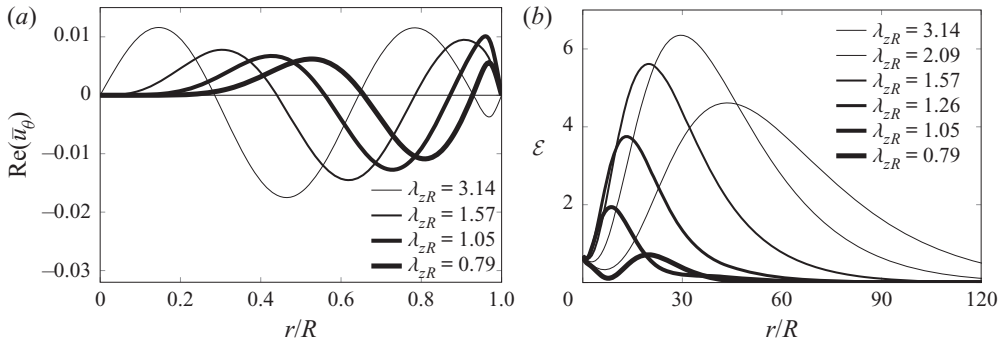 (a)
0.01
0
−0.01
−0.02
−0.03
Re(ū_θ)
λ_zR = 3.14
λ_zR = 1.57
λ_zR = 1.05
λ_zR = 0.79
0 0.2 0.4 0.6 0.8 1.0
r/R
(b)
6
4
2
0
ℰ
λ_zR = 3.14
λ_zR = 2.09
λ_zR = 1.57
λ_zR = 1.26
λ_zR = 1.05
λ_zR = 0.79
30 60 90 120
r/R